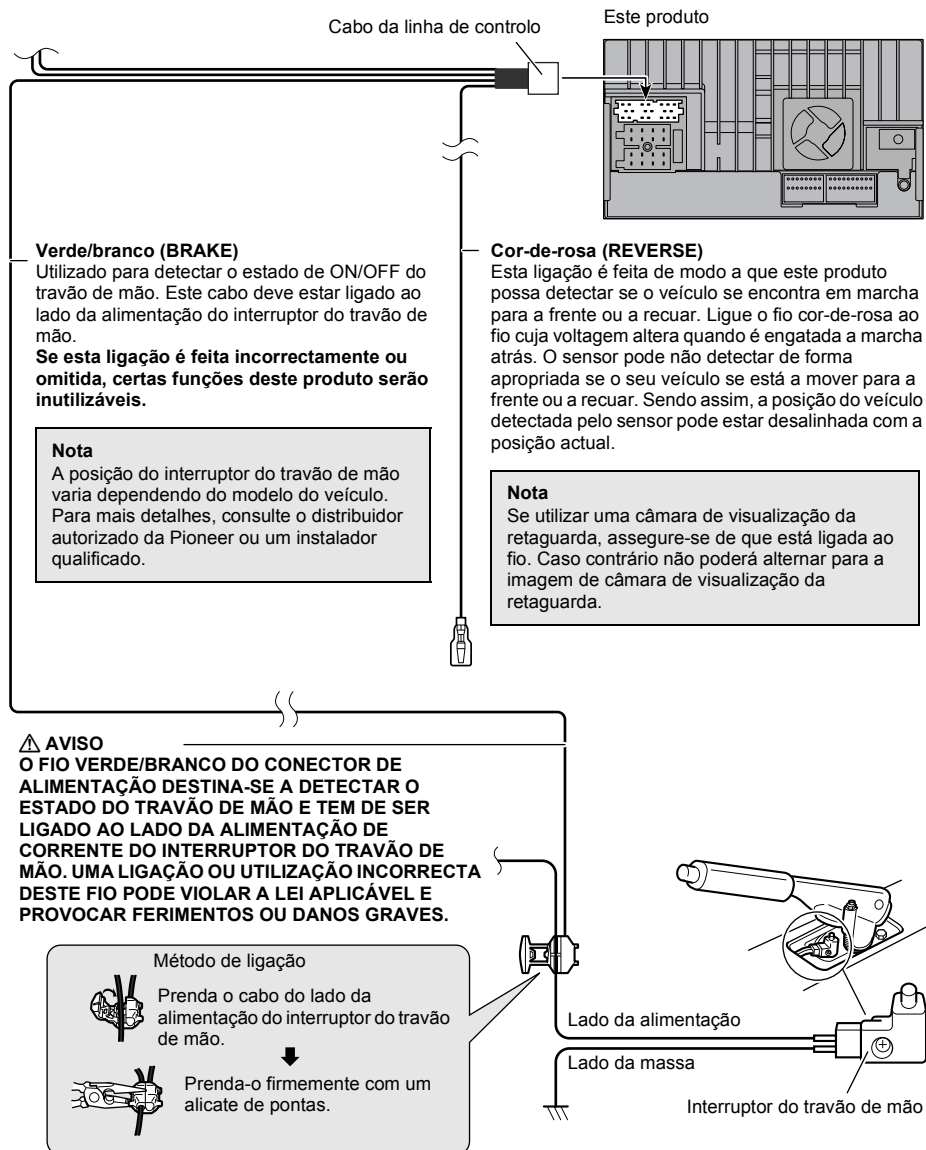 Cabo da linha de controlo
Este produto
Verde/branco (BRAKE)
Utilizado para detectar o estado de ON/OFF do
travão de mão. Este cabo deve estar ligado ao
lado da alimentação do interruptor do travão de
mão.
Se esta ligação é feita incorrectamente ou
omitida, certas funções deste produto serão
inutilizáveis.
Nota
A posição do interruptor do travão de mão
varia dependendo do modelo do veículo.
Para mais detalhes, consulte o distribuidor
autorizado da Pioneer ou um instalador
qualificado.
Cor-de-rosa (REVERSE)
Esta ligação é feita de modo a que este produto
possa detectar se o veículo se encontra em marcha
para a frente ou a recuar. Ligue o fio cor-de-rosa ao
fio cuja voltagem altera quando é engatada a marcha
atrás. O sensor pode não detectar de forma
apropriada se o seu veículo se está a mover para a
frente ou a recuar. Sendo assim, a posição do veículo
detectada pelo sensor pode estar desalinhada com a
posição actual.
Nota
Se utilizar uma câmara de visualização da
retaguarda, assegure-se de que está ligada ao
fio. Caso contrário não poderá alternar para a
imagem de câmara de visualização da
retaguarda.
⚠ AVISO
O FIO VERDE/BRANCO DO CONECTOR DE
ALIMENTAÇÃO DESTINA-SE A DETECTAR O
ESTADO DO TRAVÃO DE MÃO E TEM DE SER
LIGADO AO LADO DA ALIMENTAÇÃO DE
CORRENTE DO INTERRUPTOR DO TRAVÃO DE
MÃO. UMA LIGAÇÃO OU UTILIZAÇÃO INCORRECTA
DESTE FIO PODE VIOLAR A LEI APLICÁVEL E
PROVOCAR FERIMENTOS OU DANOS GRAVES.
Método de ligação
Prenda o cabo do lado da
alimentação do interruptor do travão
de mão.
Prenda-o firmemente com um
alicate de pontas.
Lado da alimentação
Lado da massa
Interruptor do travão de mão